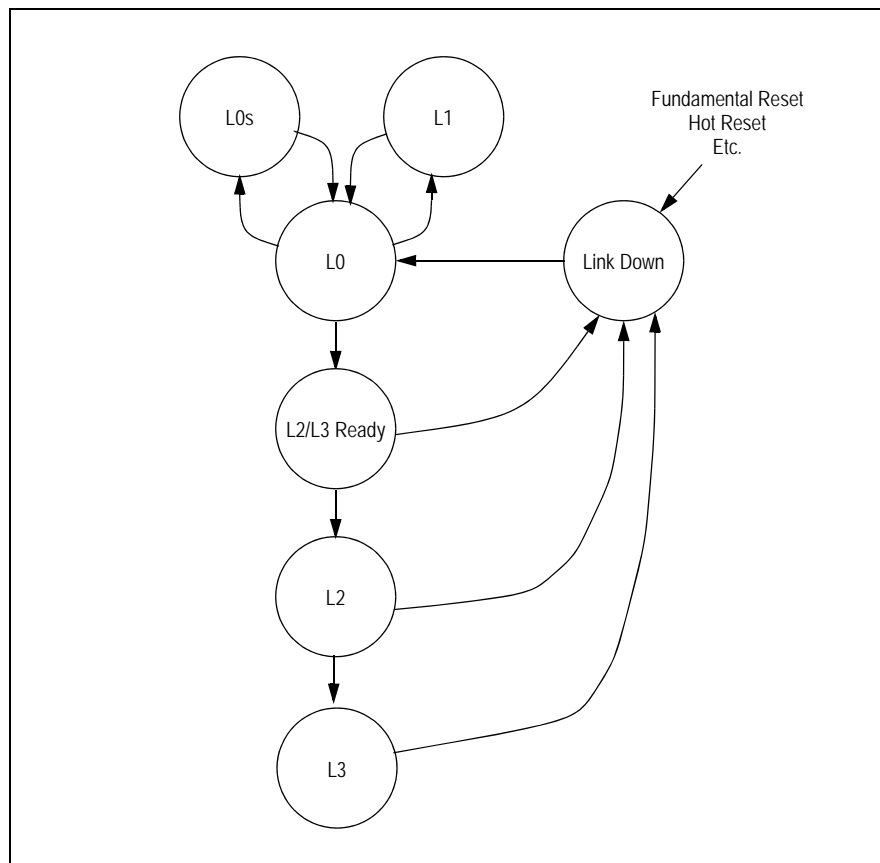 L0s
L1
Fundamental Reset
Hot Reset
Etc.
L0
Link Down
L2/L3 Ready
L2
L3